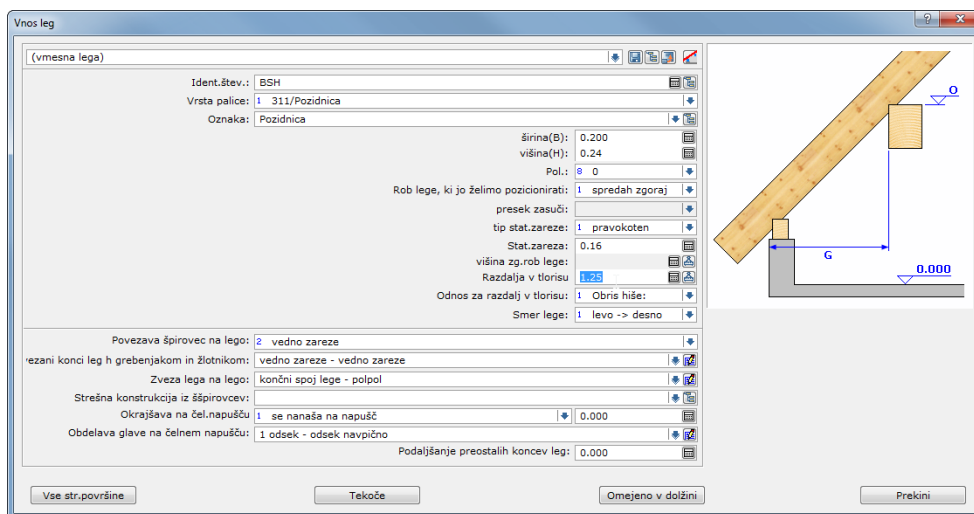 Vnos leg
(vmesna lega)
Ident.štev.: BSH
Vrsta palice: 1 311/Pozidnica
Oznaka: Pozidnica
širina(B): 0.200
višina(H): 0.24
Pol.: 8 0
Rob lege, ki jo želimo pozicionirati: 1 spredah zgoraj
presek zasuči:
tip stat.zareze: 1 pravokoten
Stat.zareza: 0.16
višina zg.rob lege:
Razdalja v tlorisu 1.25
Odnos za razdalj v tlorisu: 1 Obris hiše:
Smer lege: 1 levo -> desno
Povezava špirovec na lego: 2 vedno zareze
vezani konci leg h grebenjakom in žlotnikom: vedno zareze - vedno zareze
Zveza lega na lego: končni spoj lege - polpol
Strešna konstrukcija iz ššpirovcev:
Okrajšava na čel.napušču 1 se nanaša na napušč 0.000
Obdelava glave na čelnem napušču: 1 odsek - odsek navpično
Podaljšanje preostalih koncev leg: 0.000
O
G
0.000
Vse str.površine
Tekoče
Omejeno v dolžini
Prekini